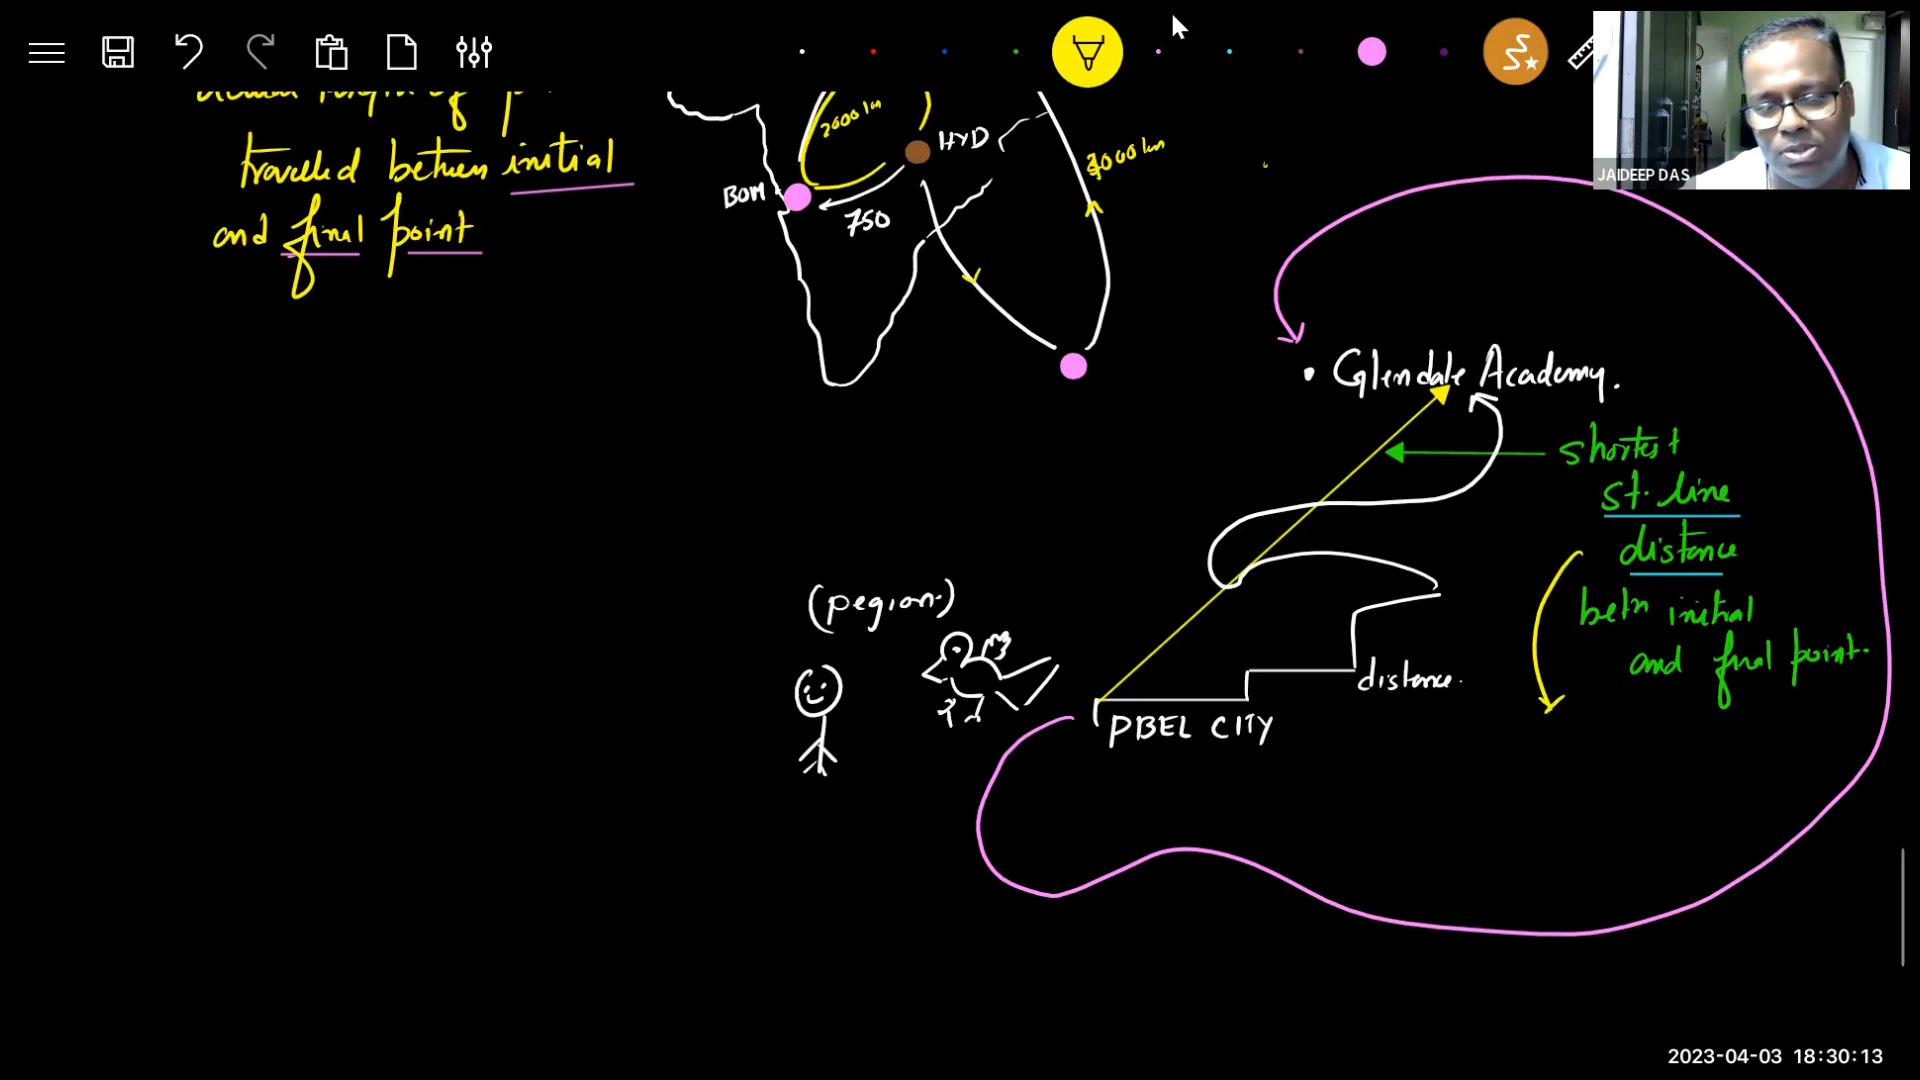 travelled between initial
and final point
2000 km
HYD
BOM
750
3000 km
JAIDEEP DAS
• Glendale Academy.
shortest
st. line
distance
betn initial
and final point.
(pegion.)
distance.
PBEL CITY
2023-04-03 18:30:13